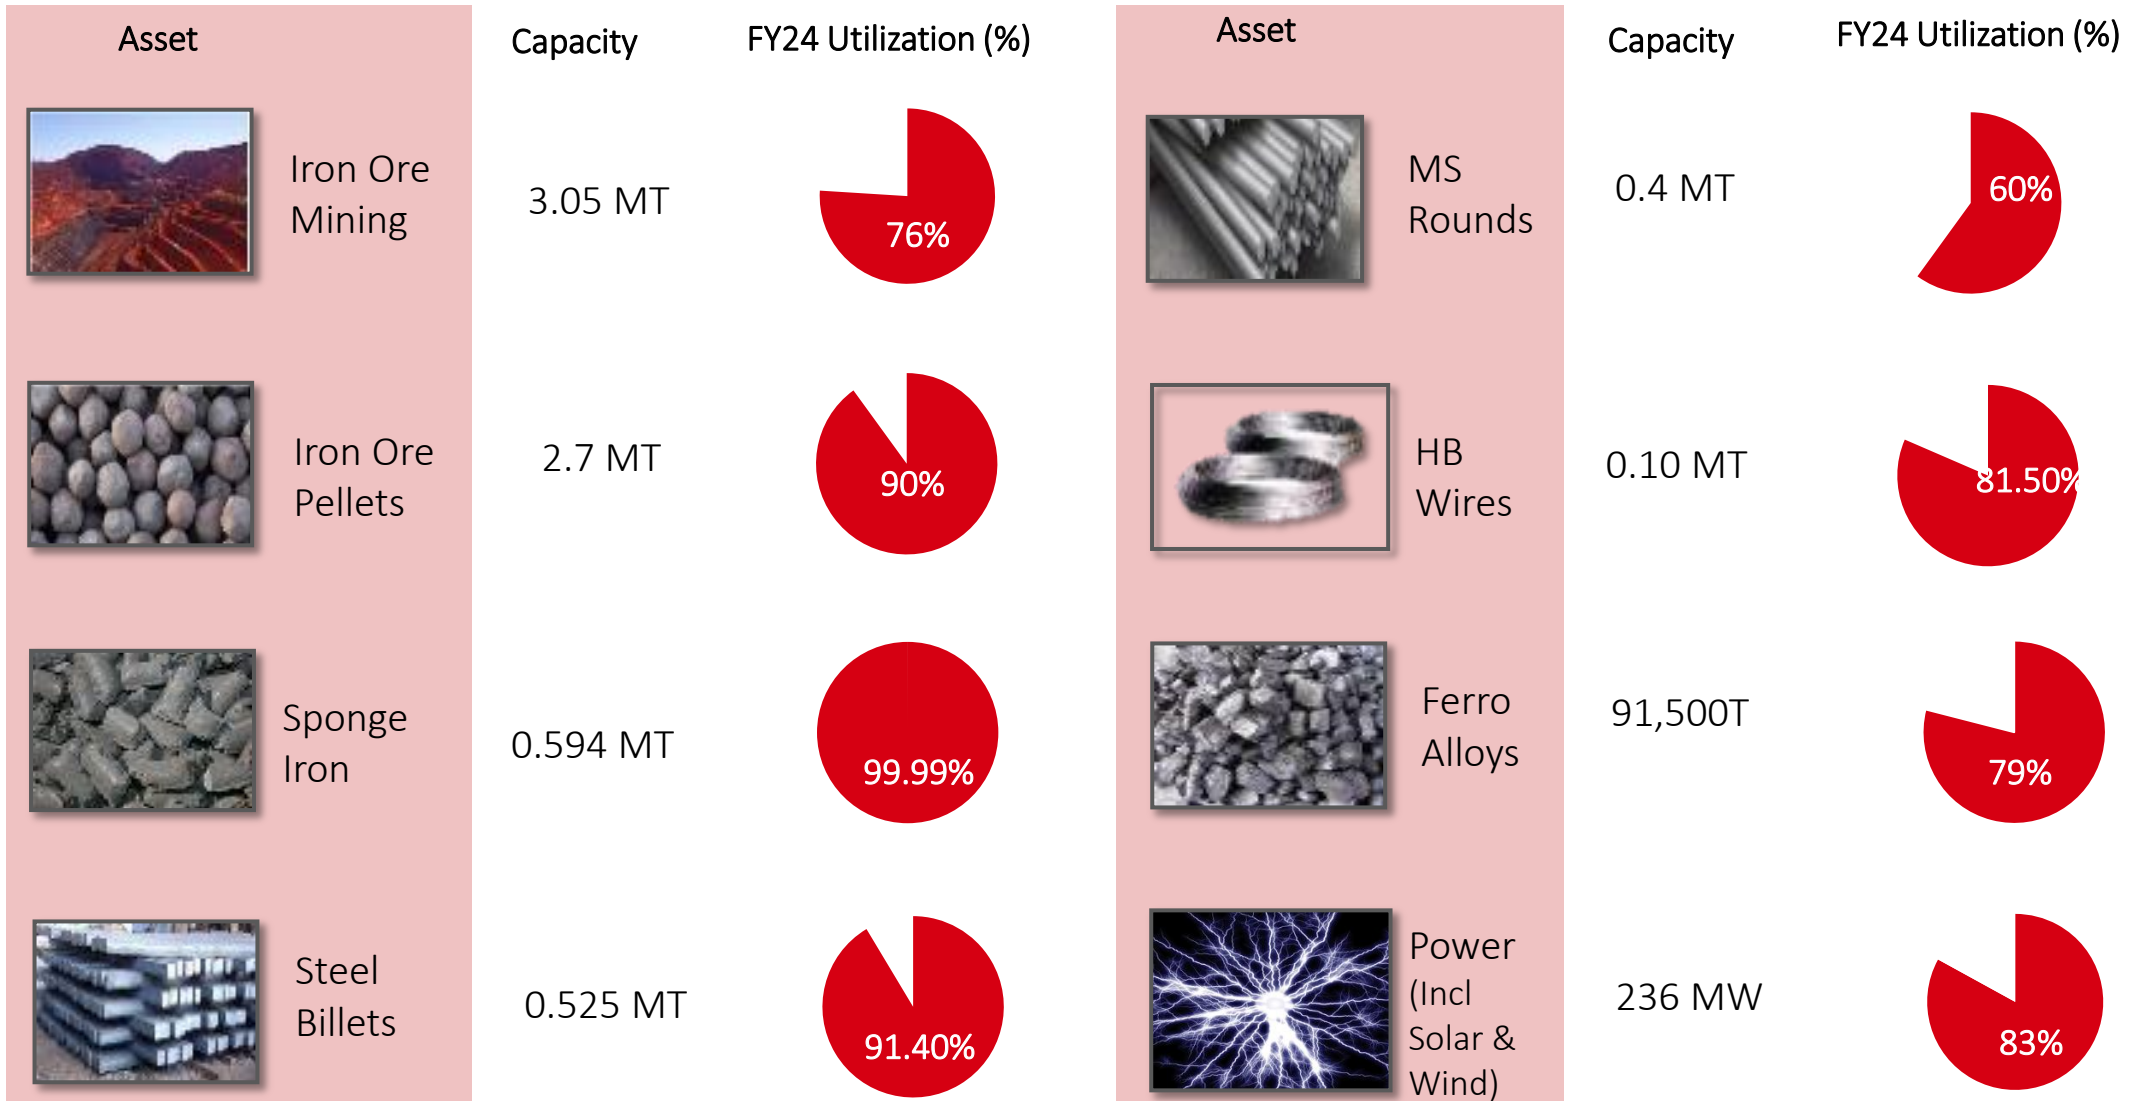 Asset
Capacity
FY24 Utilization (%)
Iron Ore
Mining
3.05 MT
76%
Iron Ore
Pellets
2.7 MT
90%
Sponge
Iron
0.594 MT
99.99%
Steel
Billets
0.525 MT
91.40%
Asset
Capacity
FY24 Utilization (%)
MS
Rounds
0.4 MT
60%
HB
Wires
0.10 MT
81.50%
Ferro
Alloys
91,500T
79%
Power
(Incl
Solar &
Wind)
236 MW
83%